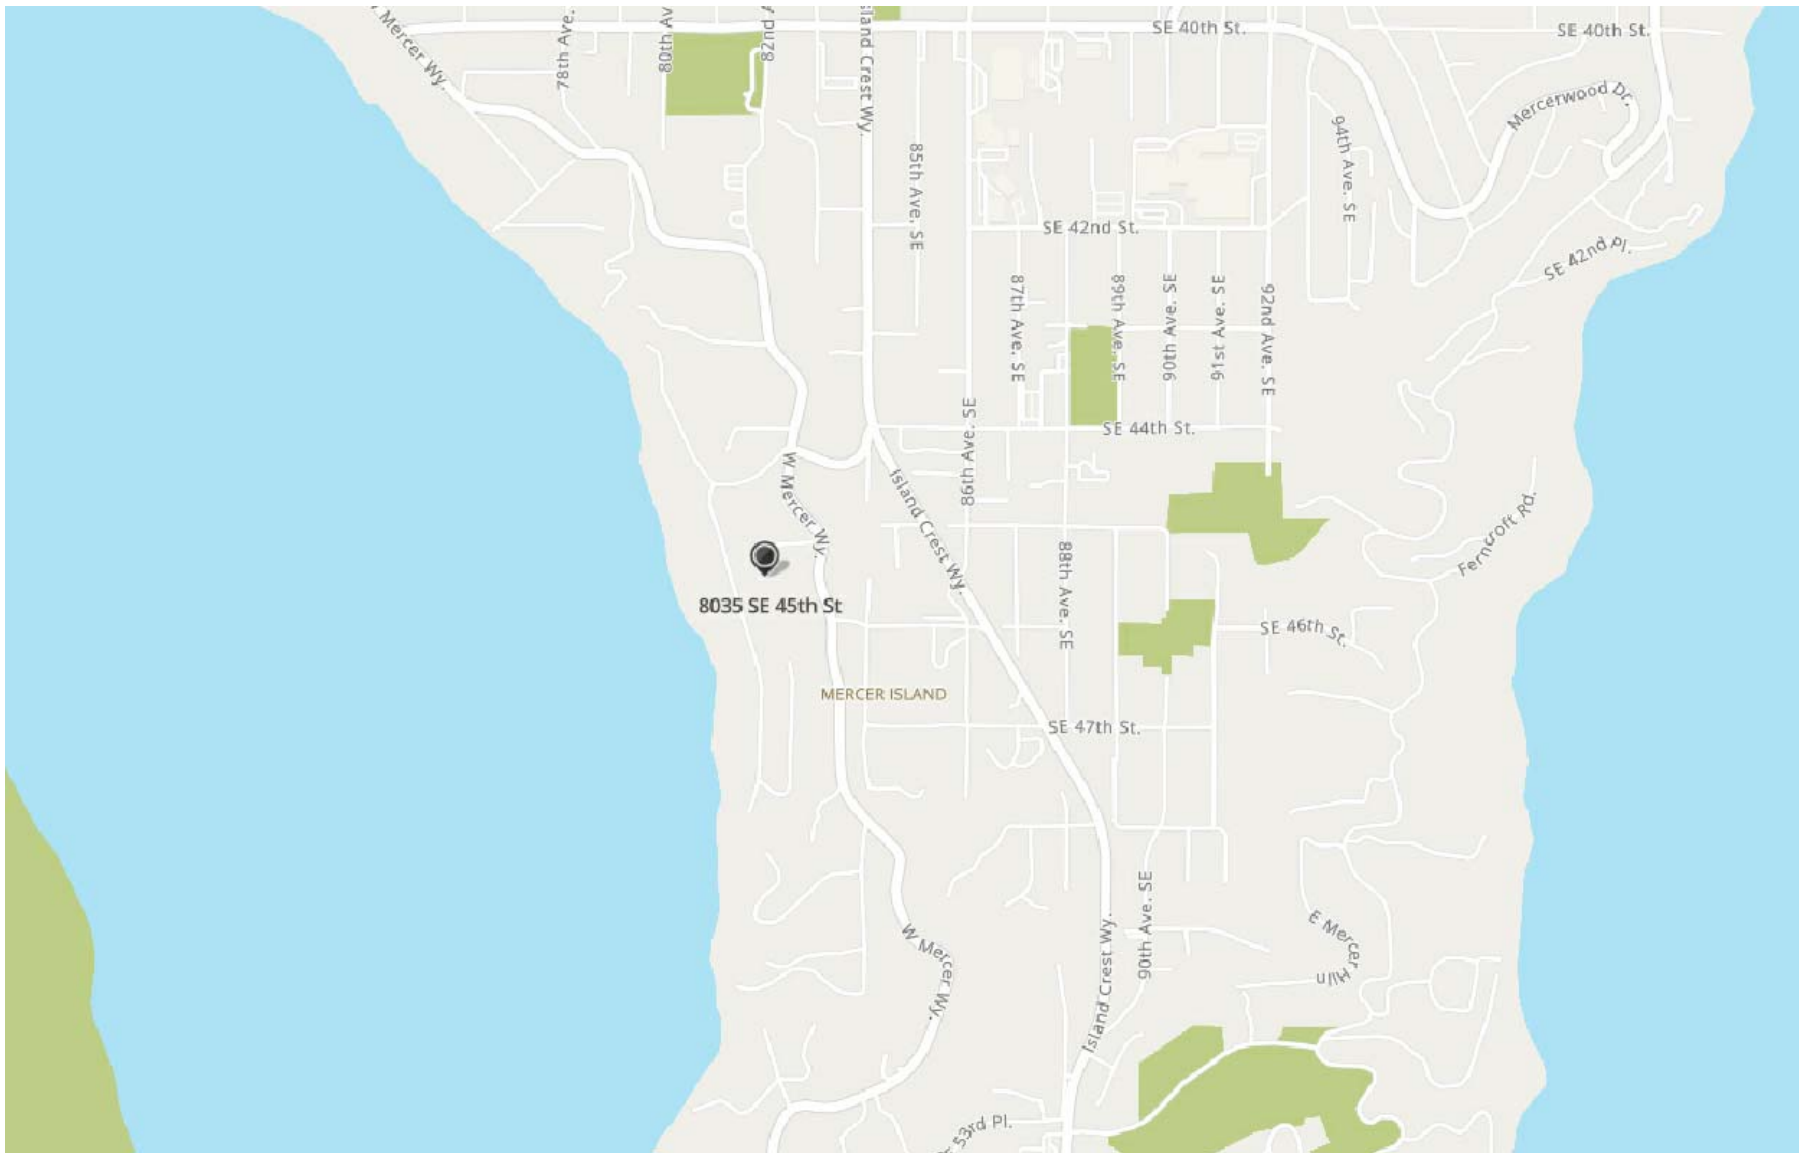 W Mercer Wy.
78th Ave.
80th AV
82nd
Island Crest Wy.
SE 40th St.
SE 40th St.
Mercerwood Dr.
94th Ave. SE
85th Ave. SE
SE 42nd St.
SE 42nd Pl.
87th Ave. SE
89th Ave. SE
90th Ave. SE
91st Ave. SE
92nd Ave. SE
86th Ave. SE
SE 44th St.
W Mercer Wy.
Island Crest Wy.
88th Ave. SE
Ferncroft Rd.
8035 SE 45th St
SE 46th St.
MERCER ISLAND
SE 47th St.
90th Ave. SE
W Mercer Wy.
Island Crest Wy.
E Mercer
53rd Pl.